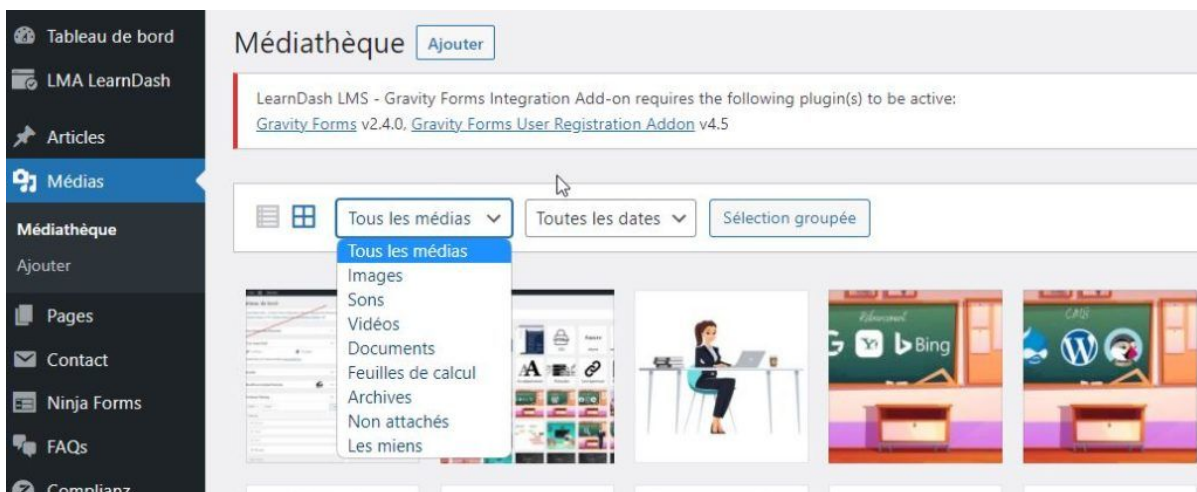 Tableau de bord
LMA LearnDash
Articles
Médias
Médiathèque
Ajouter
Pages
Contact
Ninja Forms
FAQs
Complianz
Médiathèque Ajouter
LearnDash LMS - Gravity Forms Integration Add-on requires the following plugin(s) to be active:
Gravity Forms v2.4.0, Gravity Forms User Registration Addon v4.5
Tous les médias Toutes les dates Sélection groupée
Tous les médias
Images
Sons
Vidéos
Documents
Feuilles de calcul
Archives
Non attachés
Les miens
Référencement
Bing
CMS